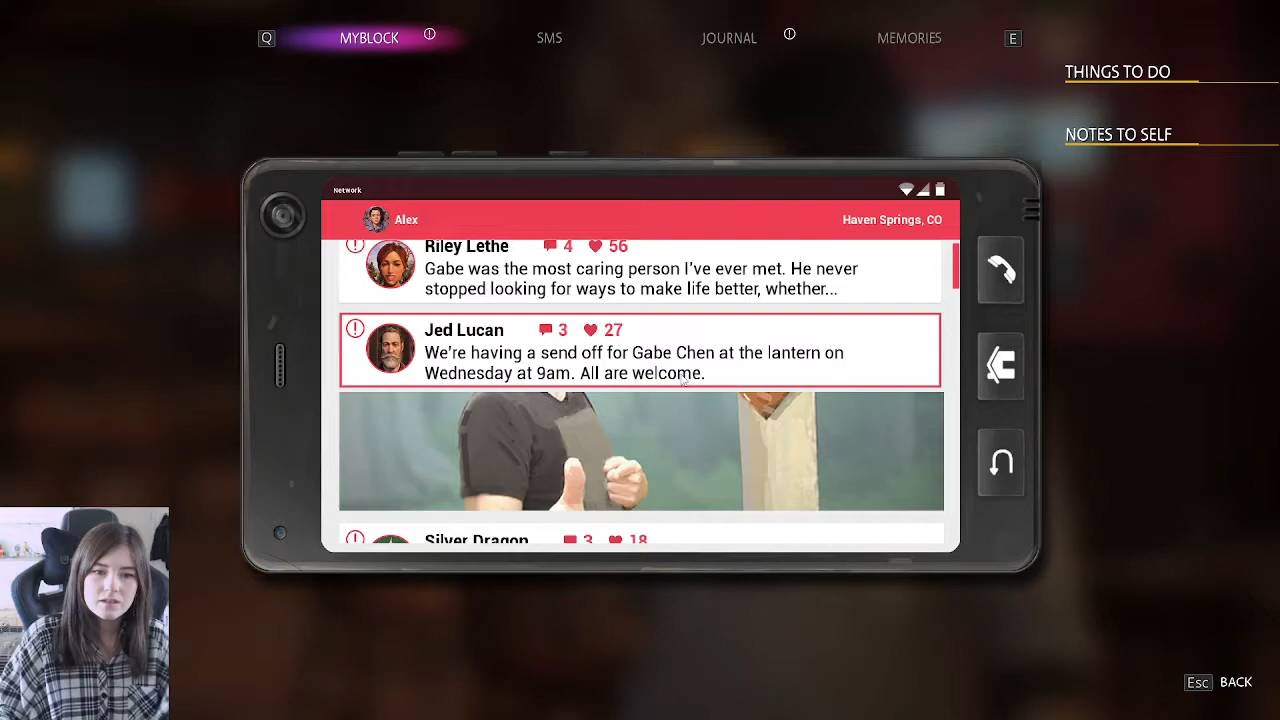 Q MYBLOCK SMS JOURNAL MEMORIES E
THINGS TO DO
NOTES TO SELF
Network
Alex Haven Springs, CO
Riley Lethe 4 56
Gabe was the most caring person I've ever met. He never
stopped looking for ways to make life better, whether...
Jed Lucan 3 27
We're having a send off for Gabe Chen at the lantern on
Wednesday at 9am. All are welcome.
Silver Dragon 3 18
Esc BACK